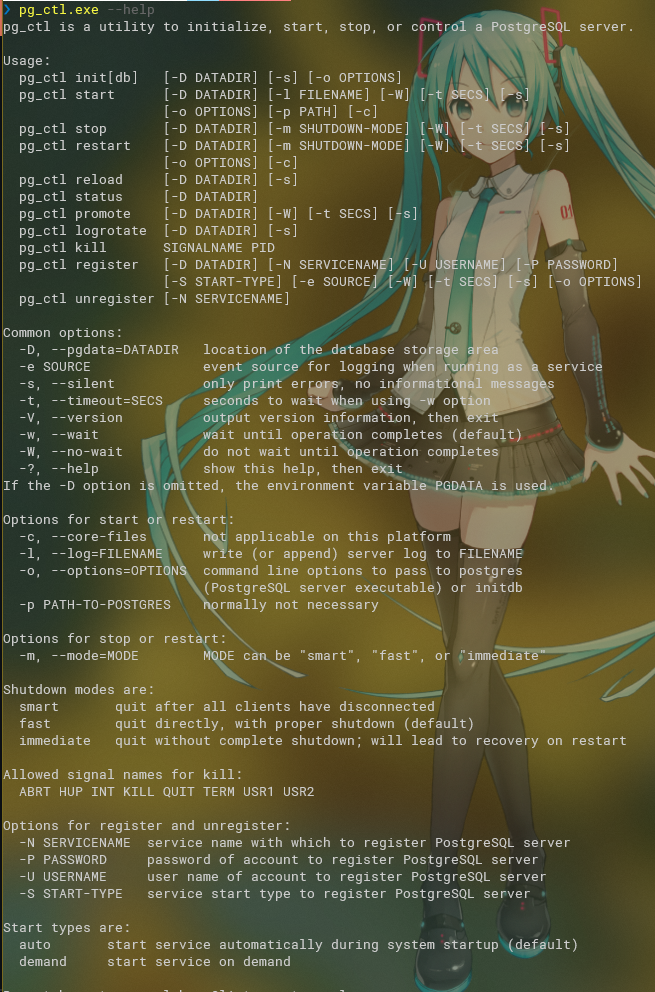 ❯ pg_ctl.exe --help
pg_ctl is a utility to initialize, start, stop, or control a PostgreSQL server.

Usage:
  pg_ctl init[db]   [-D DATADIR] [-s] [-o OPTIONS]
  pg_ctl start      [-D DATADIR] [-l FILENAME] [-W] [-t SECS] [-s]
                    [-o OPTIONS] [-p PATH] [-c]
  pg_ctl stop       [-D DATADIR] [-m SHUTDOWN-MODE] [-W] [-t SECS] [-s]
  pg_ctl restart    [-D DATADIR] [-m SHUTDOWN-MODE] [-W] [-t SECS] [-s]
                    [-o OPTIONS] [-c]
  pg_ctl reload     [-D DATADIR] [-s]
  pg_ctl status     [-D DATADIR]
  pg_ctl promote    [-D DATADIR] [-W] [-t SECS] [-s]
  pg_ctl logrotate  [-D DATADIR] [-s]
  pg_ctl kill       SIGNALNAME PID
  pg_ctl register   [-D DATADIR] [-N SERVICENAME] [-U USERNAME] [-P PASSWORD]
                    [-S START-TYPE] [-e SOURCE] [-W] [-t SECS] [-s] [-o OPTIONS]
  pg_ctl unregister [-N SERVICENAME]

Common options:
  -D, --pgdata=DATADIR   location of the database storage area
  -e SOURCE              event source for logging when running as a service
  -s, --silent           only print errors, no informational messages
  -t, --timeout=SECS     seconds to wait when using -w option
  -V, --version          output version information, then exit
  -w, --wait             wait until operation completes (default)
  -W, --no-wait          do not wait until operation completes
  -?, --help             show this help, then exit
If the -D option is omitted, the environment variable PGDATA is used.

Options for start or restart:
  -c, --core-files       not applicable on this platform
  -l, --log=FILENAME     write (or append) server log to FILENAME
  -o, --options=OPTIONS  command line options to pass to postgres
                         (PostgreSQL server executable) or initdb
  -p PATH-TO-POSTGRES    normally not necessary

Options for stop or restart:
  -m, --mode=MODE        MODE can be "smart", "fast", or "immediate"

Shutdown modes are:
  smart       quit after all clients have disconnected
  fast        quit directly, with proper shutdown (default)
  immediate   quit without complete shutdown; will lead to recovery on restart

Allowed signal names for kill:
  ABRT HUP INT KILL QUIT TERM USR1 USR2

Options for register and unregister:
  -N SERVICENAME  service name with which to register PostgreSQL server
  -P PASSWORD     password of account to register PostgreSQL server
  -U USERNAME     user name of account to register PostgreSQL server
  -S START-TYPE   service start type to register PostgreSQL server

Start types are:
  auto       start service automatically during system startup (default)
  demand     start service on demand
01